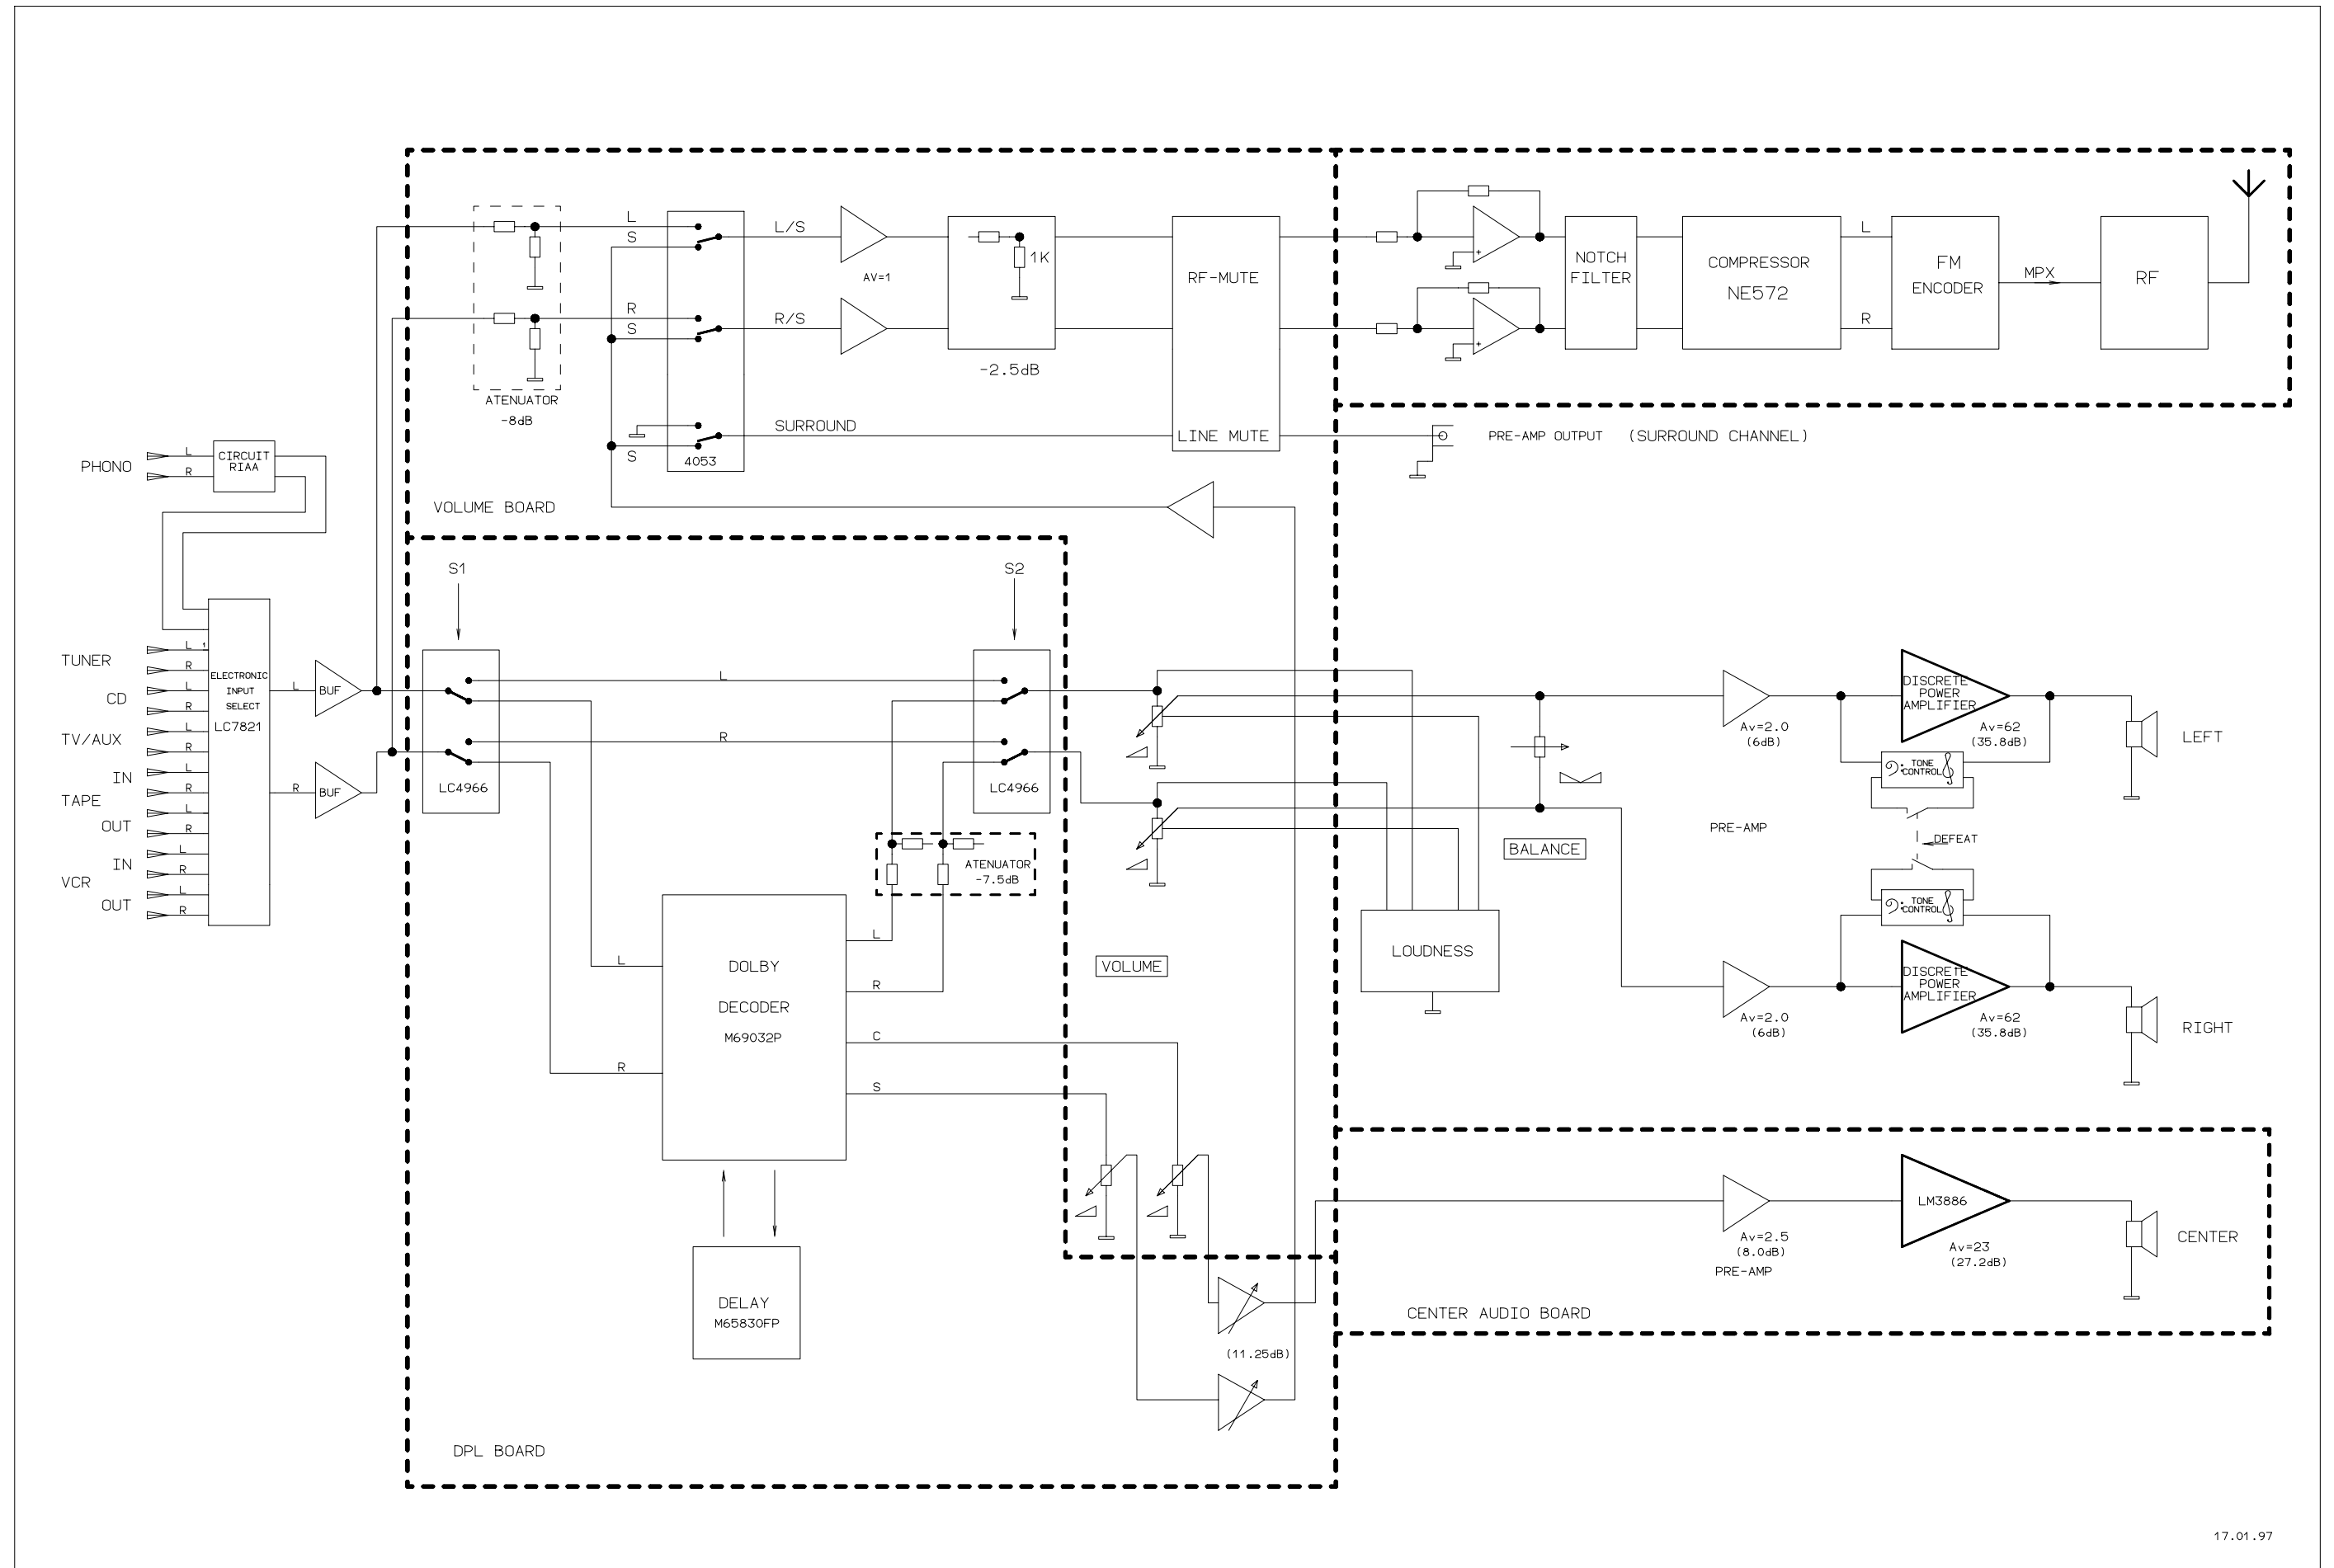 L
S
L/S
AV=1
1K
RF-MUTE
NOTCH
FILTER
COMPRESSOR
NE572
L
R
FM
ENCODER
MPX
RF
R
S
R/S
-2.5dB
ATENUATOR
-8dB
SURROUND
LINE MUTE
PRE-AMP OUTPUT (SURROUND CHANNEL)
S
4053
PHONO
L
R
CIRCUIT
RIAA
VOLUME BOARD
S1
S2
TUNER
L
1
R
CD
L
R
TV/AUX
L
R
IN
L
R
TAPE
OUT
L
R
IN
L
R
VCR
OUT
L
R
ELECTRONIC
INPUT
SELECT
LC7821
L
BUF
R
BUF
LC4966
L
R
LC4966
ATENUATOR
-7.5dB
L
R
DOLBY
DECODER
M69032P
L
R
C
S
DELAY
M65830FP
VOLUME
LOUDNESS
BALANCE
PRE-AMP
Av=2.0
(6dB)
DISCRETE
POWER
AMPLIFIER
Av=62
(35.8dB)
LEFT
TONE
CONTROL
DEFEAT
TONE
CONTROL
Av=2.0
(6dB)
DISCRETE
POWER
AMPLIFIER
Av=62
(35.8dB)
RIGHT
Av=2.5
(8.0dB)
PRE-AMP
LM3886
Av=23
(27.2dB)
CENTER
CENTER AUDIO BOARD
(11.25dB)
DPL BOARD
17.01.97